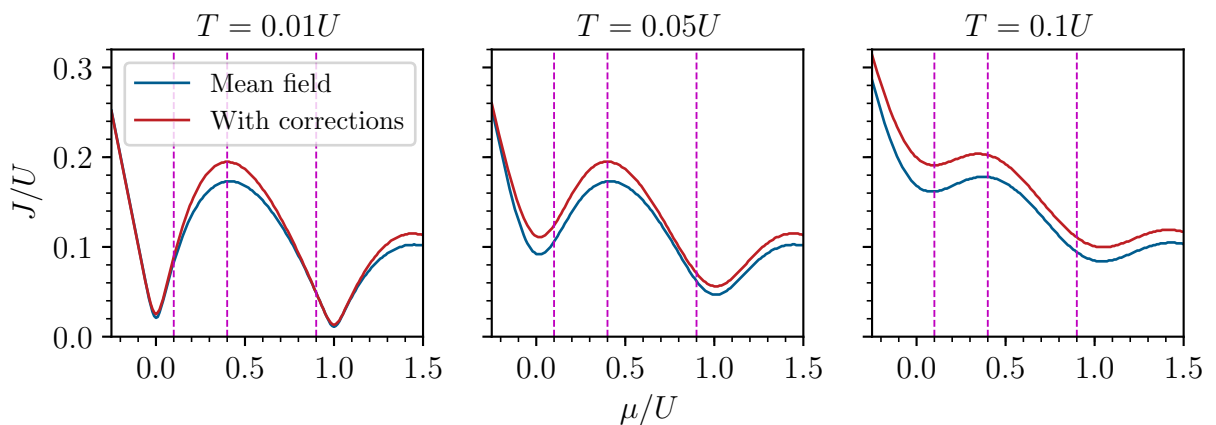 T = 0.01U
T = 0.05U
T = 0.1U
J/U
0.3
0.2
0.1
0.0
Mean field
With corrections
0.0 0.5 1.0 1.5
0.0 0.5 1.0 1.5
0.0 0.5 1.0 1.5
μ/U